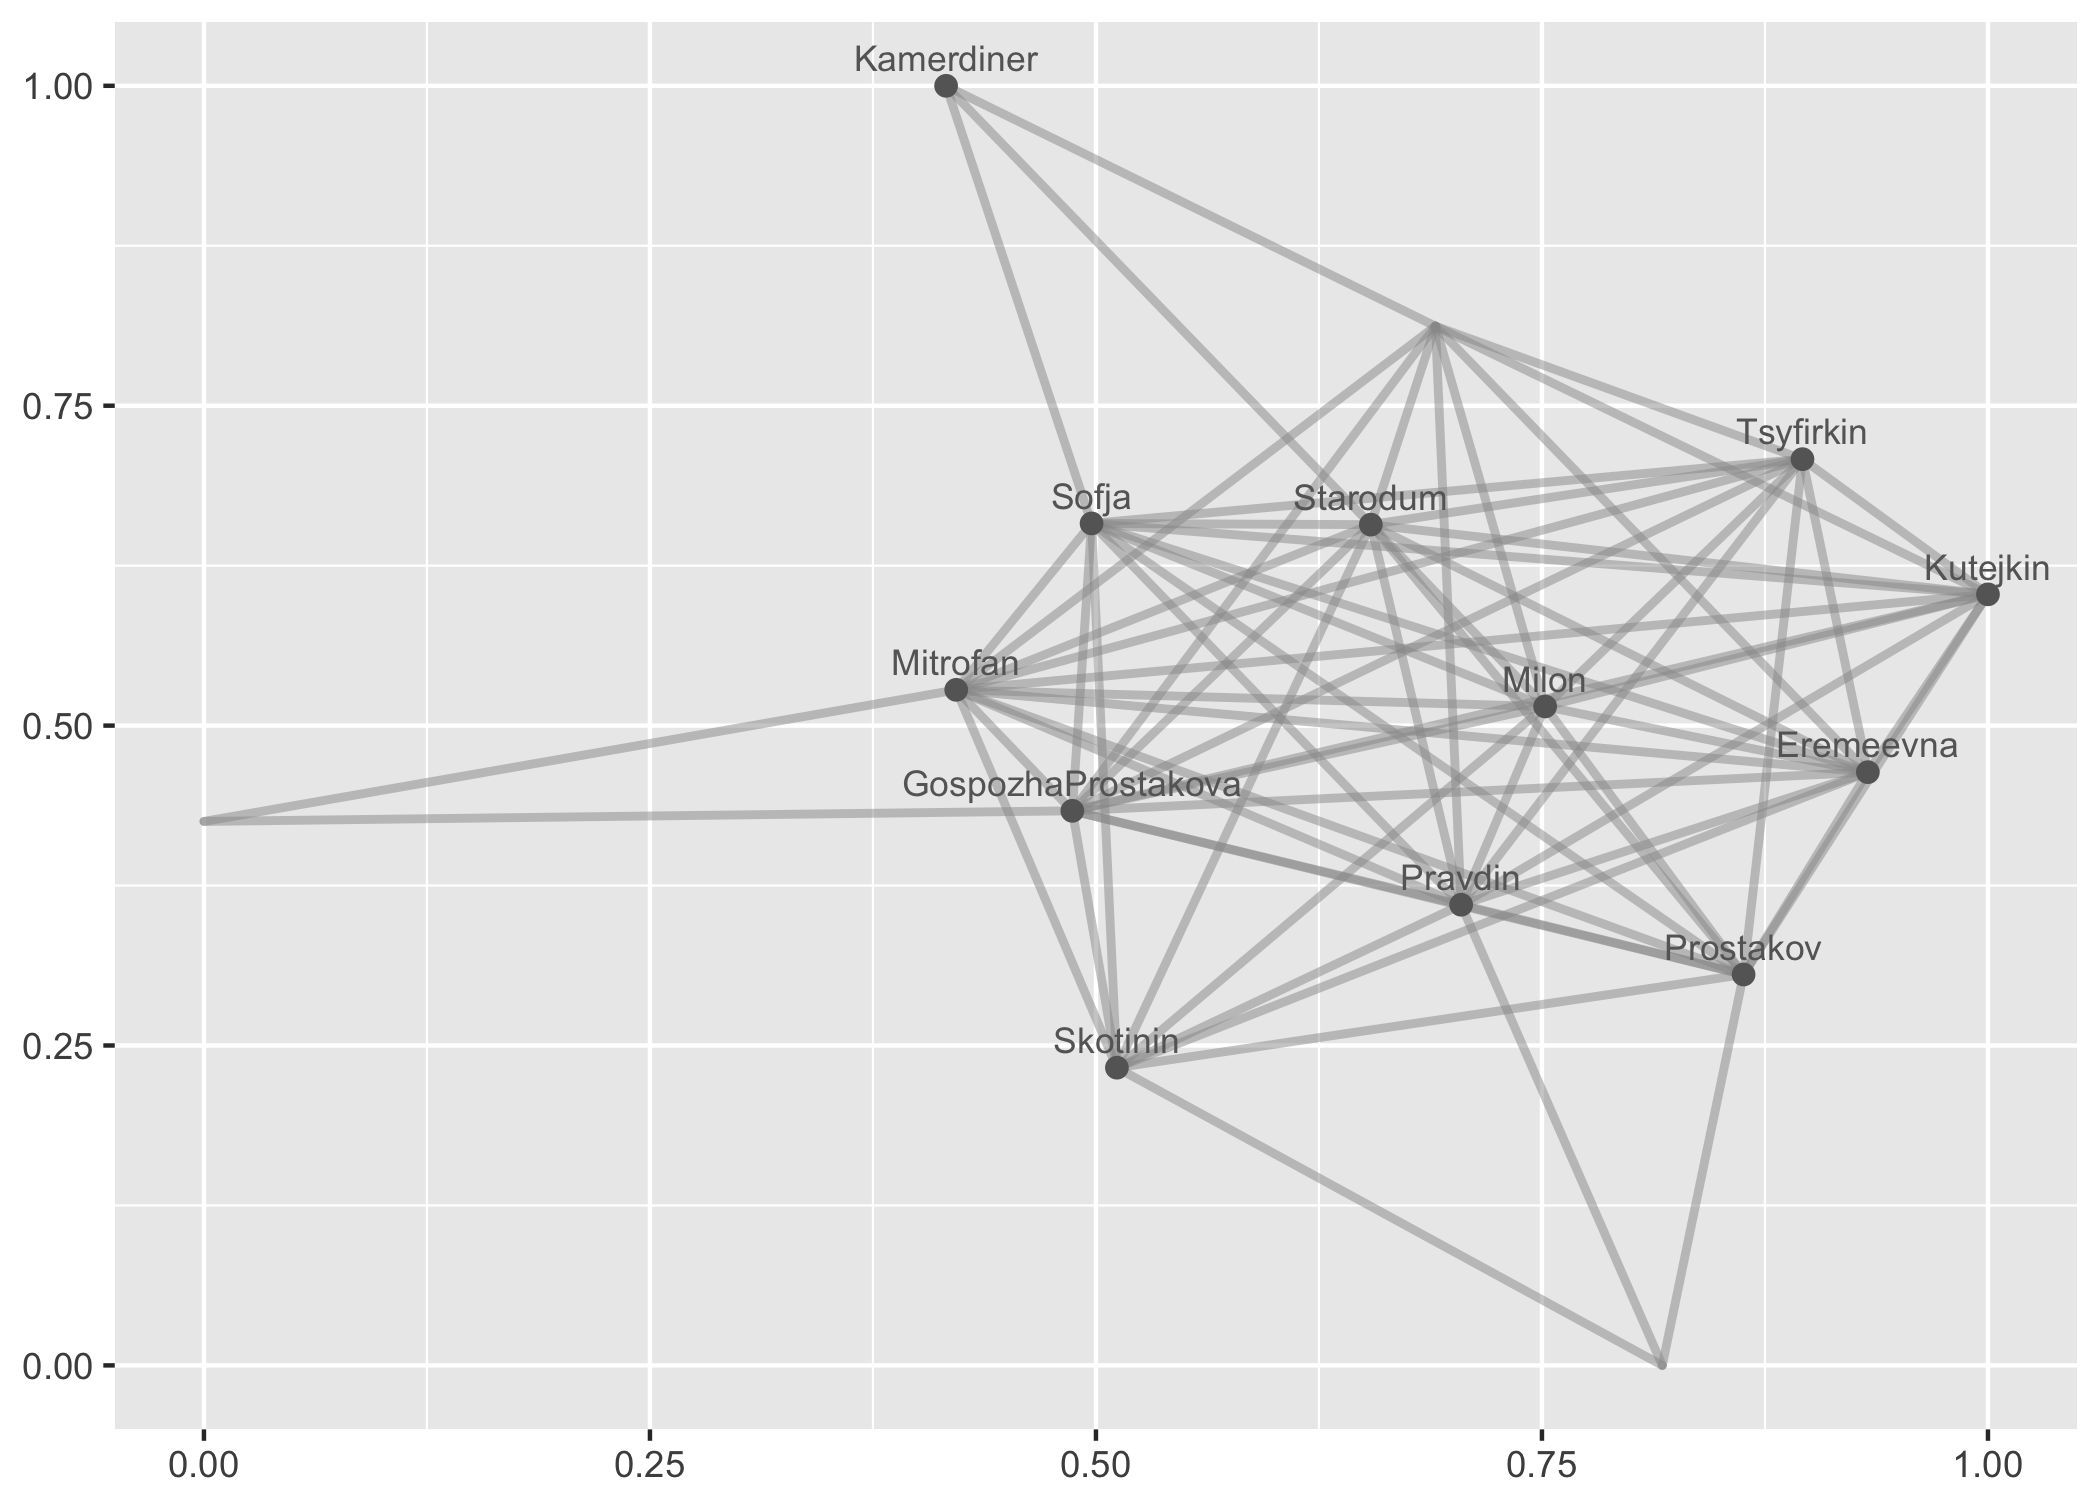 Kamerdiner
1.00
0.75
Tsyfirkin
Sofja
Starodum
Kutejkin
Mitrofan
Milon
0.50
Eremeevna
GospozhaProstakova
Pravdin
Prostakov
0.25
Skotinin
0.00
0.00 0.25 0.50 0.75 1.00